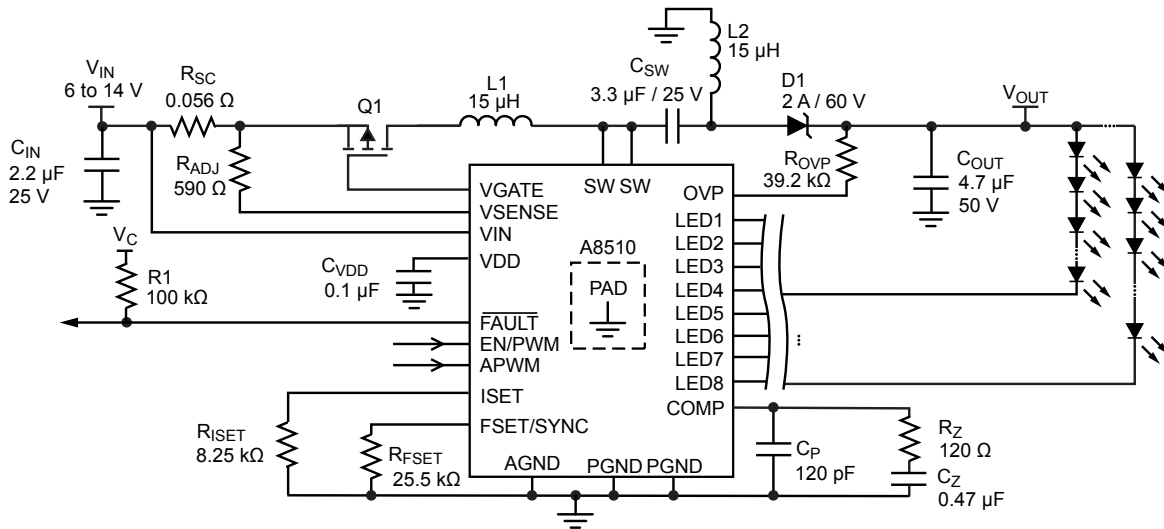 L2
15 µH
VIN
6 to 14 V
RSC
0.056 Ω
Q1
L1
15 µH
CSW
3.3 µF / 25 V
D1
2 A / 60 V
VOUT
CIN
2.2 µF
25 V
RADJ
590 Ω
ROVP
39.2 kΩ
COUT
4.7 µF
50 V
VC
R1
100 kΩ
CVDD
0.1 µF
SW SW
VGATE
VSENSE
VIN
VDD
FAULT
EN/PWM
APWM
ISET
FSET/SYNC
A8510
PAD
OVP
LED1
LED2
LED3
LED4
LED5
LED6
LED7
LED8
COMP
AGND
PGND PGND
RISET
8.25 kΩ
RFSET
25.5 kΩ
CP
120 pF
RZ
120 Ω
CZ
0.47 µF